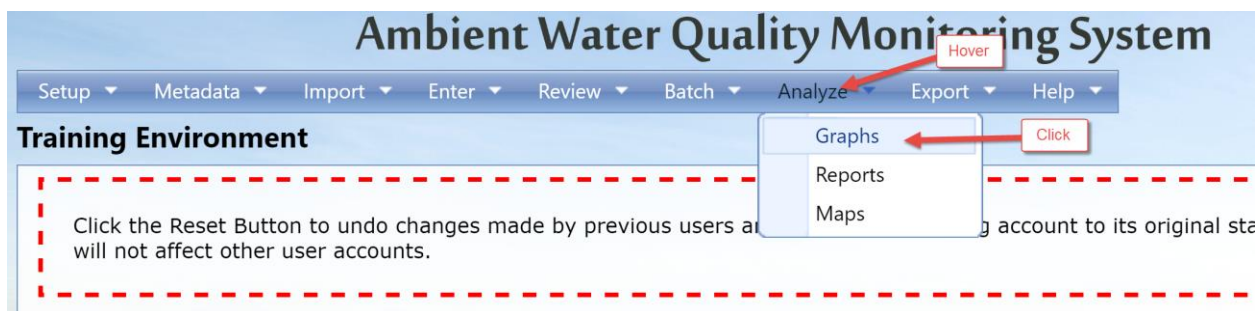 Ambient Water Quality Monitoring System
Hover
Setup Metadata Import Enter Review Batch Analyze Export Help
Training Environment
Graphs
Click
Reports
Maps
Click the Reset Button to undo changes made by previous users account to its original
will not affect other user accounts.